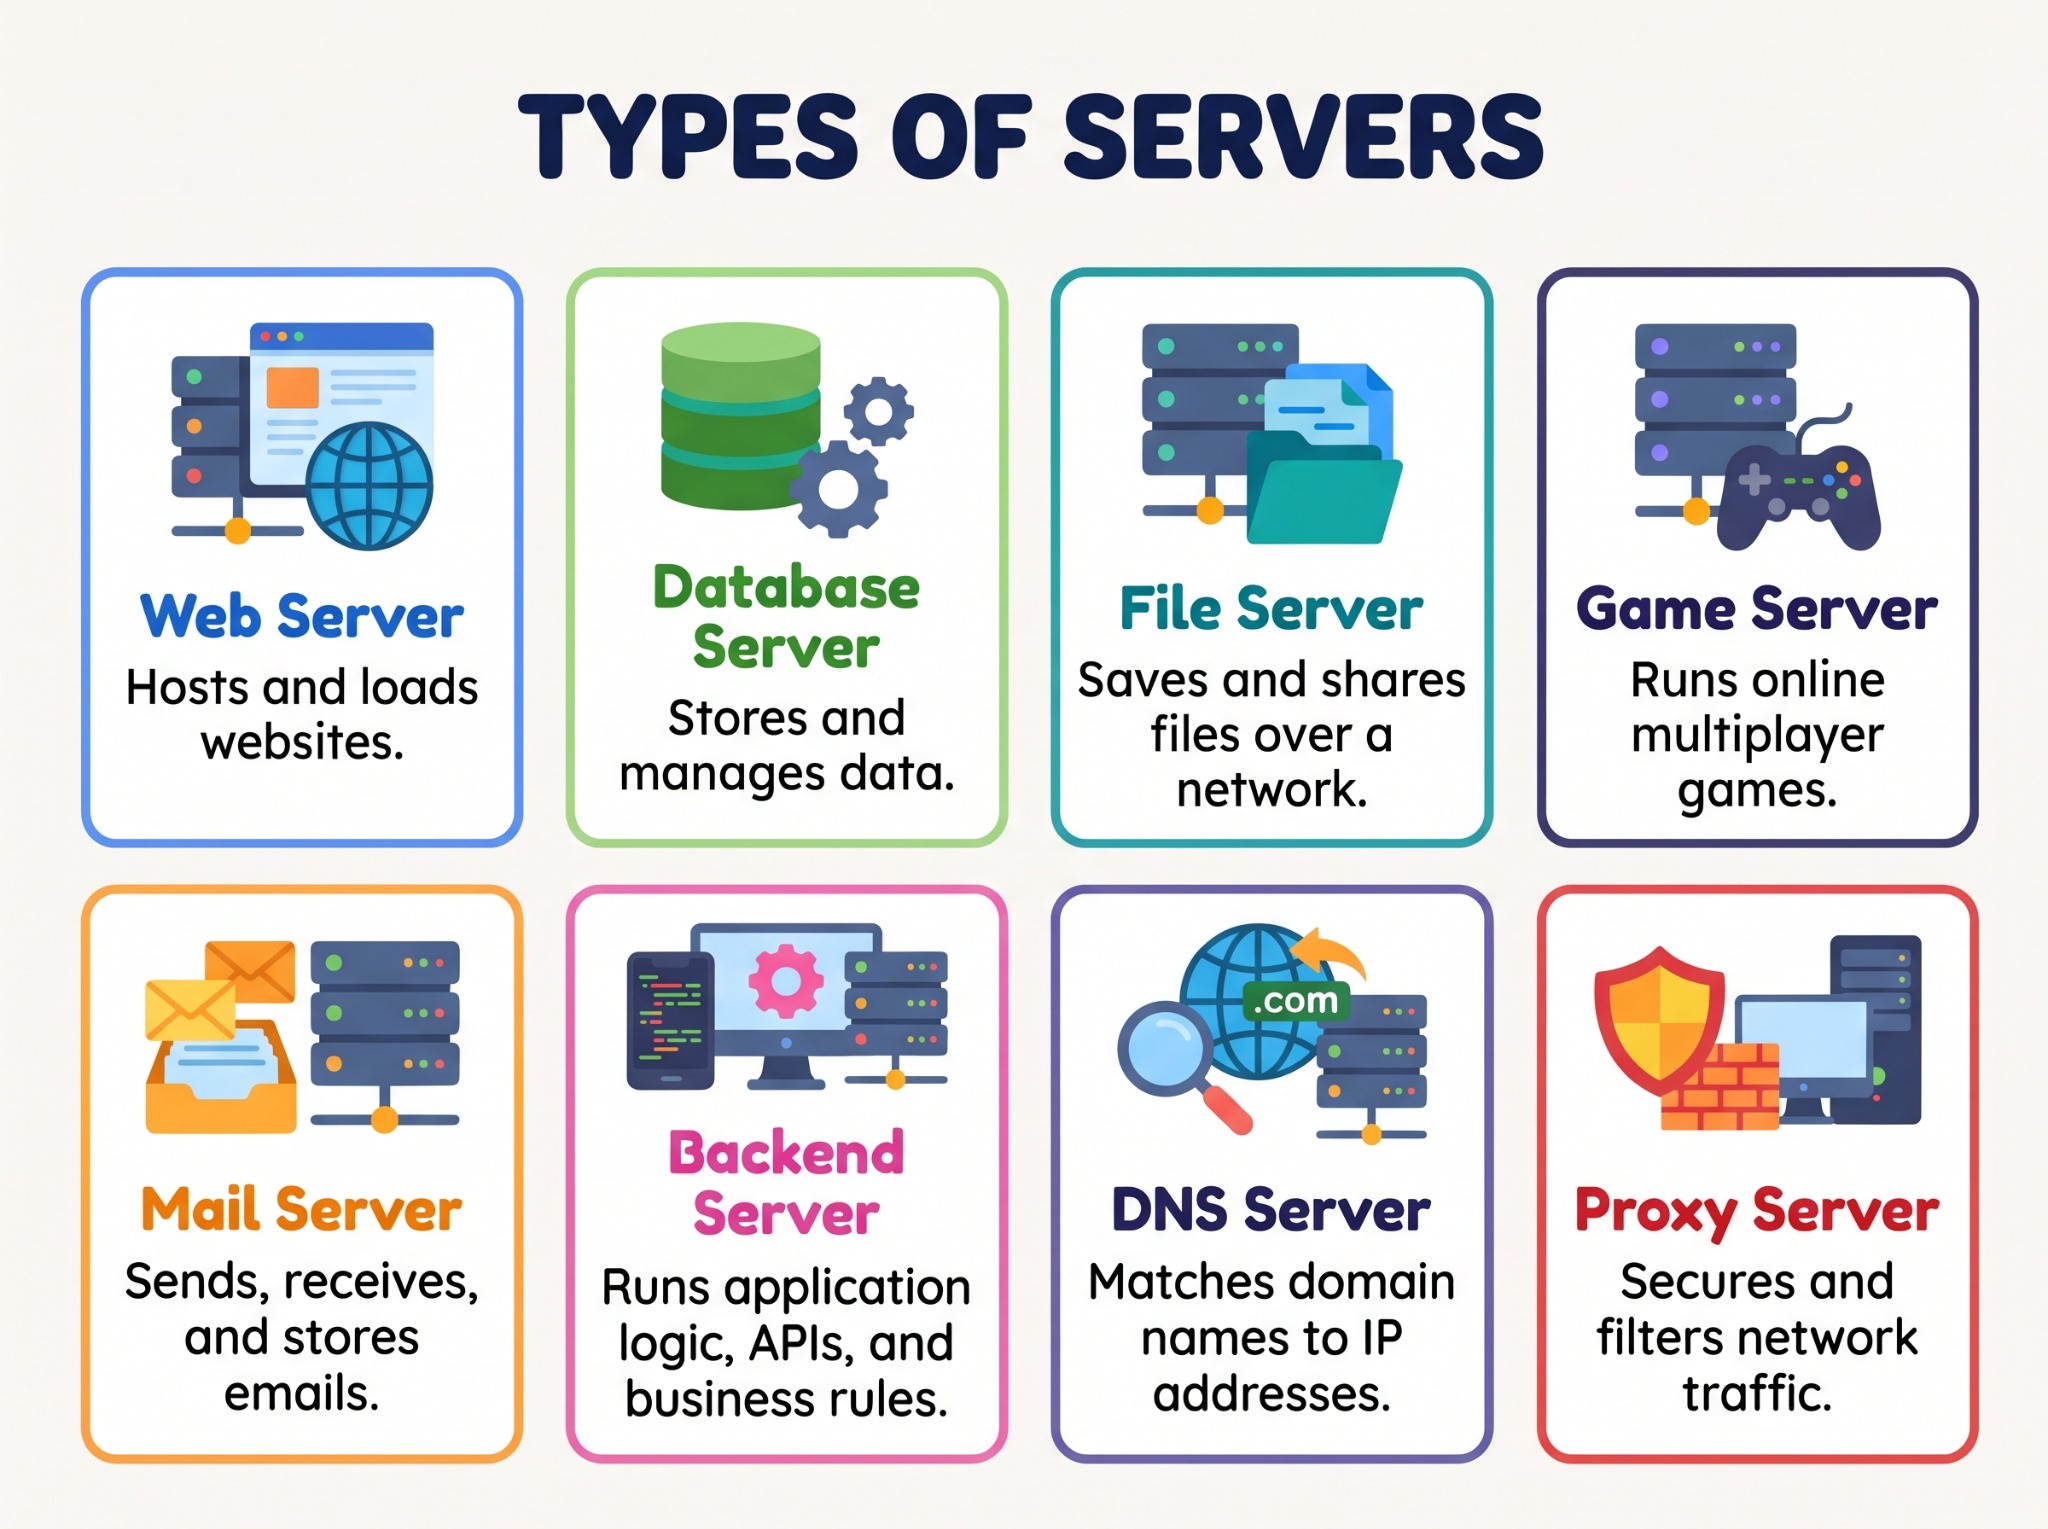 TYPES OF SERVERS
Web Server
Hosts and loads
websites.
Database
Server
Stores and
manages data.
File Server
Saves and shares
files over a
network.
Game Server
Runs online
multiplayer
games.
Mail Server
Sends, receives,
and stores
emails.
Backend
Server
Runs application
logic, APIs, and
business rules.
.com
DNS Server
Matches domain
names to IP
addresses.
Proxy Server
Secures and
filters network
traffic.